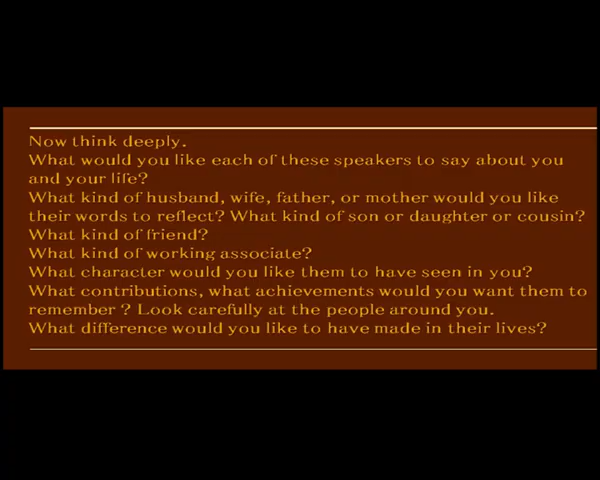 Now think deeply.
What would you like each of these speakers to say about you
and your life?
What kind of husband, wife, father, or mother would you like
their words to reflect? What kind of son or daughter or cousin?
What kind of friend?
What kind of working associate?
What character would you like them to have seen in you?
What contributions, what achievements would you want them to
remember ? Look carefully at the people around you.
What difference would you like to have made in their lives?